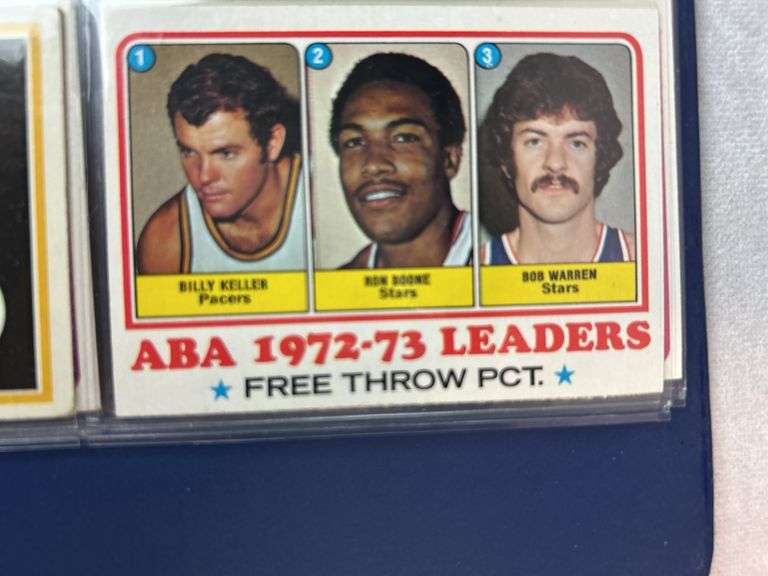 1 2 3
BILLY KELLER
Pacers
RON BOONE
Stars
BOB WARREN
Stars
ABA 1972-73 LEADERS
★ FREE THROW PCT. ★